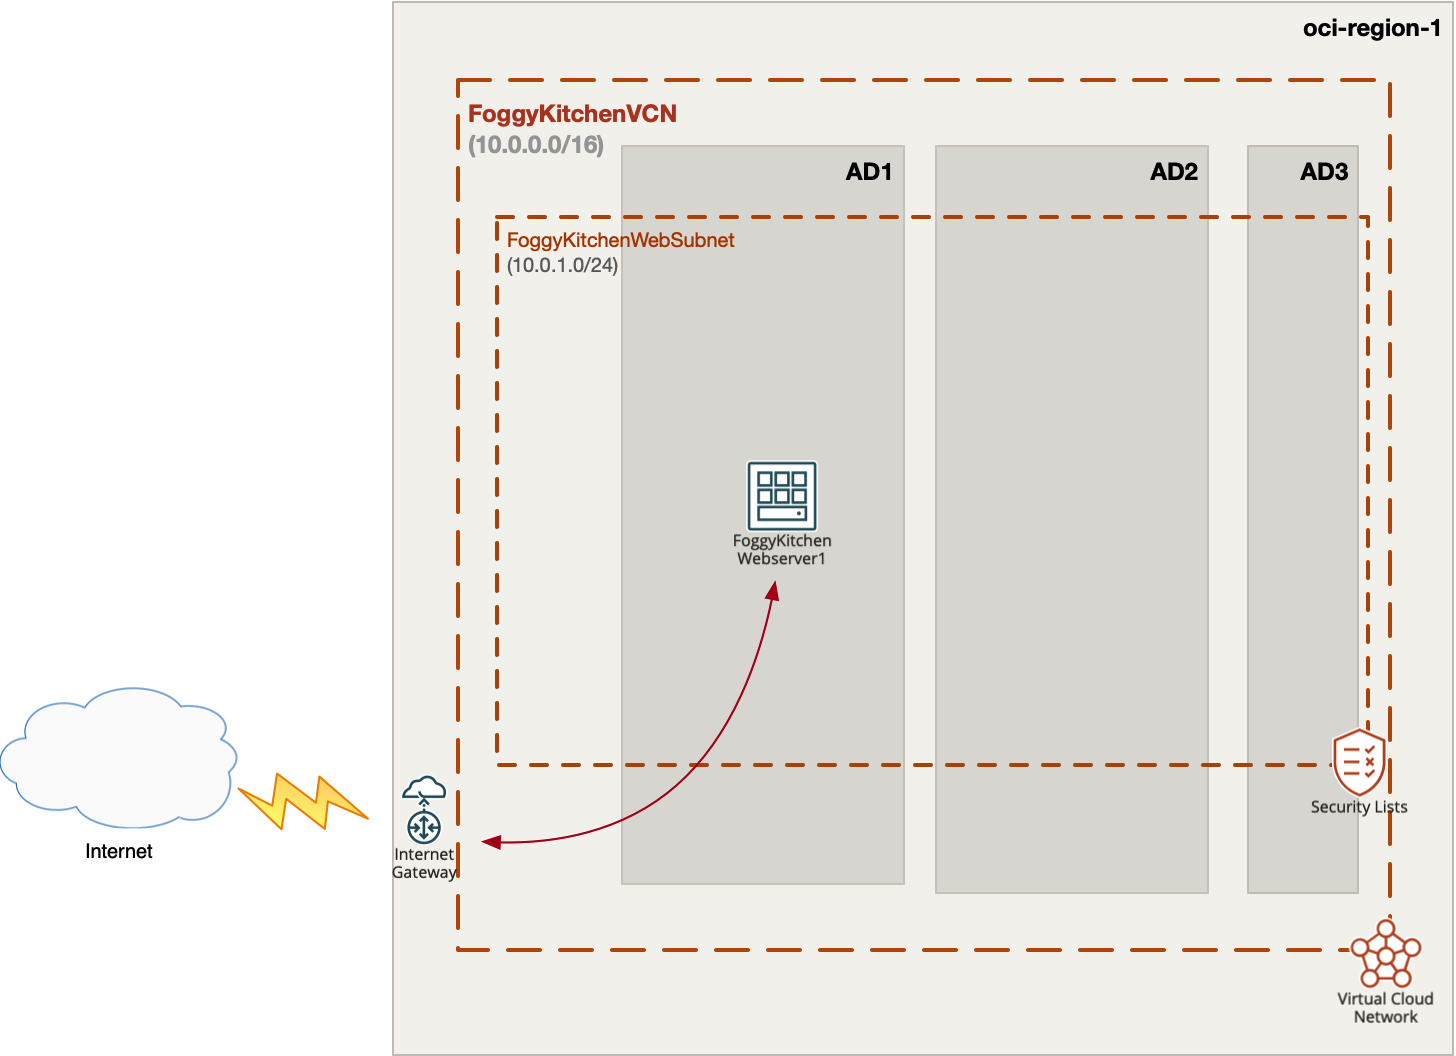 oci-region-1
FoggyKitchenVCN
(10.0.0.0/16)
AD1
AD2
AD3
FoggyKitchenWebSubnet
(10.0.1.0/24)
FoggyKitchen
Webserver1
Internet
Internet
Gateway
Security Lists
Virtual Cloud
Network